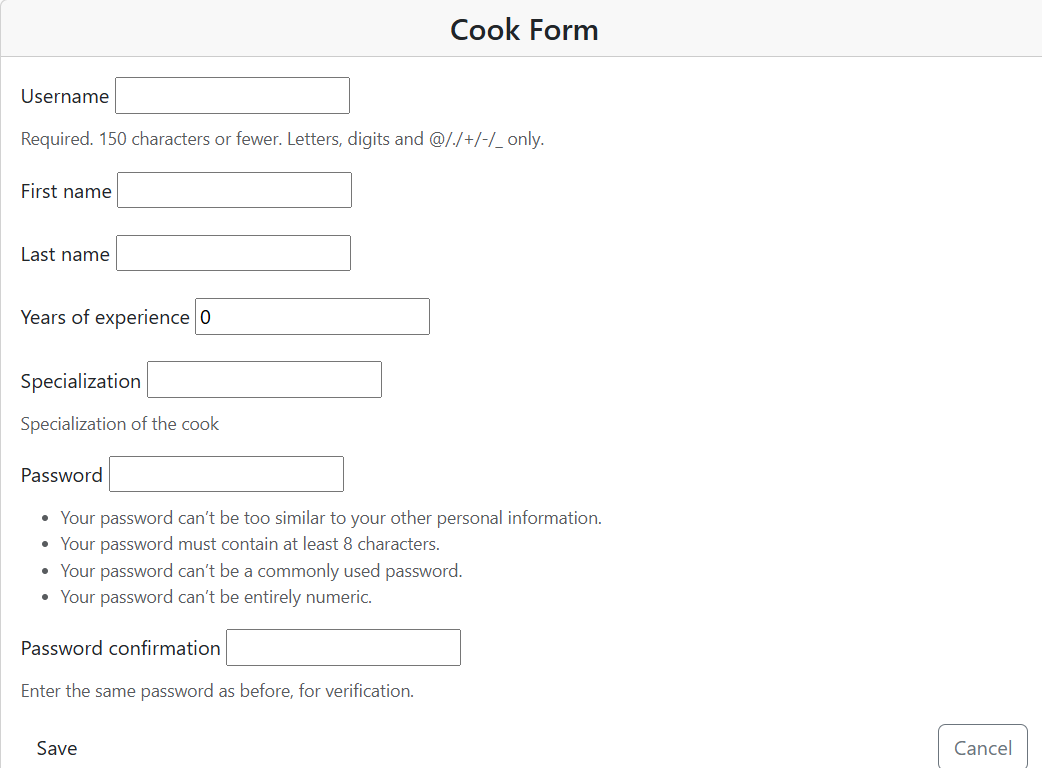 Cook Form
Username
Required. 150 characters or fewer. Letters, digits and @/./+/-/_ only.
First name
Last name
Years of experience 0
Specialization
Specialization of the cook
Password
• Your password can’t be too similar to your other personal information.
• Your password must contain at least 8 characters.
• Your password can’t be a commonly used password.
• Your password can’t be entirely numeric.
Password confirmation
Enter the same password as before, for verification.
Save Cancel